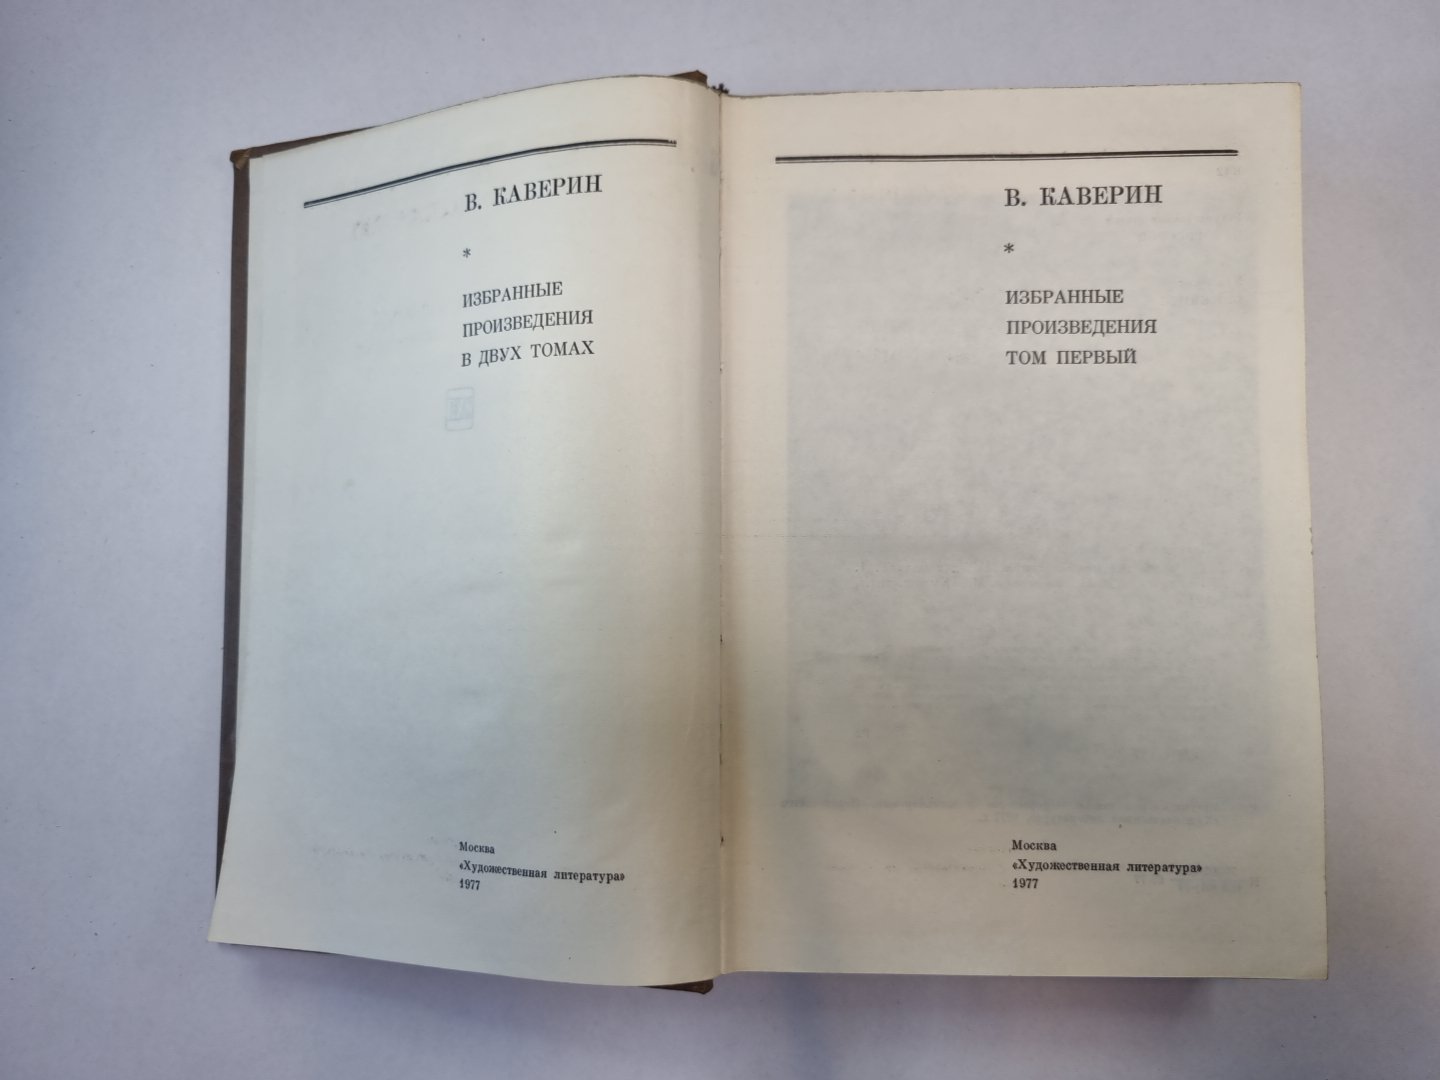 В. КАВЕРИН
*
ИЗБРАННЫЕ
ПРОИЗВЕДЕНИЯ
В ДВУХ ТОМАХ
Москва
«Художественная литература»
1977
В. КАВЕРИН
*
ИЗБРАННЫЕ
ПРОИЗВЕДЕНИЯ
ТОМ ПЕРВЫЙ
Москва
«Художественная литература»
1977